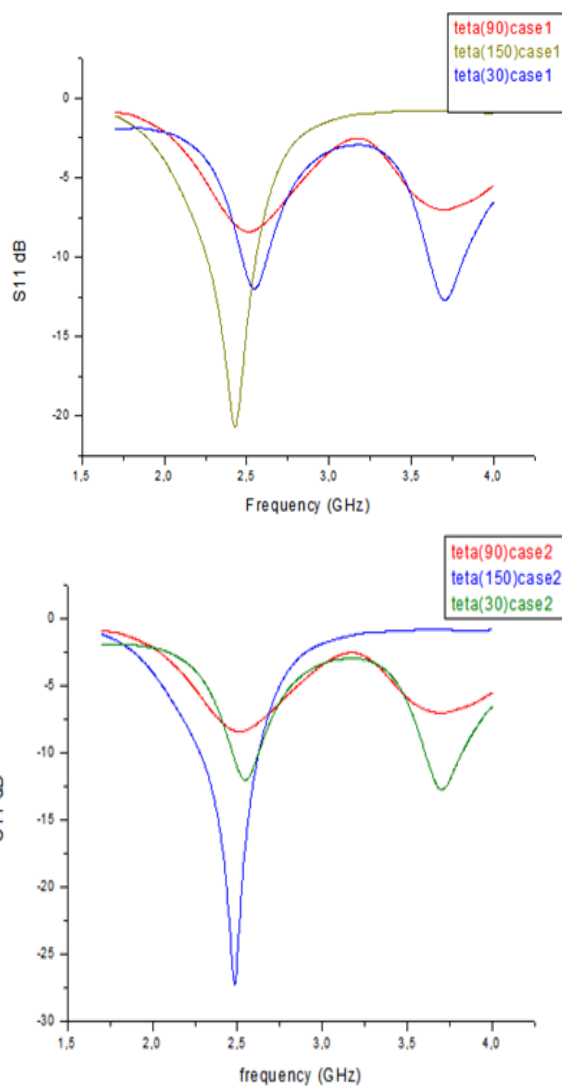 teta(90)case1
teta(150)case1
teta(30)case1
0
-5
-10
-15
-20
S11 dB
1,5
2,0
2,5
3,0
3,5
4,0
Frequency (GHz)
teta(90)case2
teta(150)case2
teta(30)case2
0
-5
-10
-15
-20
-25
-30
1,5
2,0
2,5
3,0
3,5
4,0
frequency (GHz)